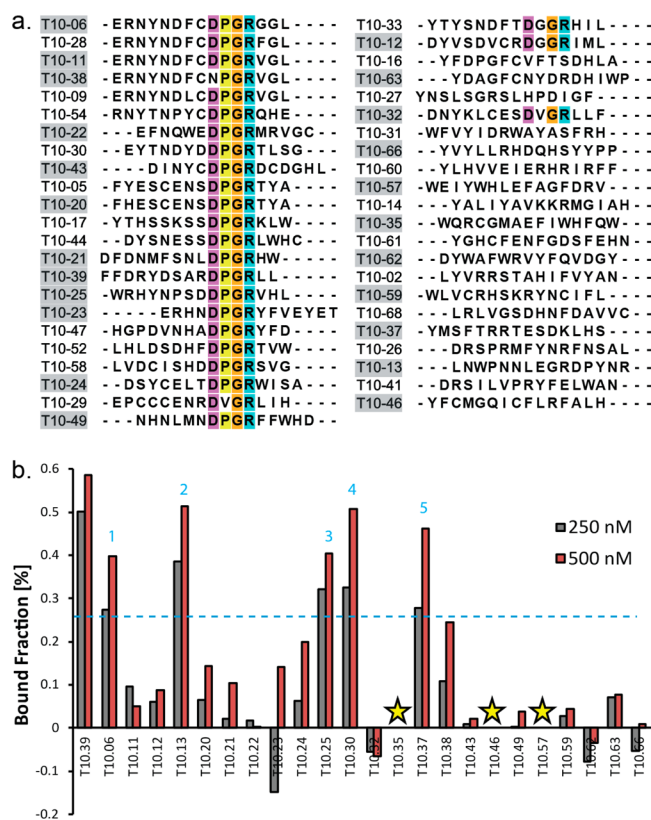 a.
T10-06 -ERNYNDFCDPGRGGL----
T10-28 -ERNYNDFCDPGRFGL----
T10-11 -ERNYNDFCDPGRVGL----
T10-38 -ERNYNDFCNPGRVGL----
T10-09 -ERNYNDLCDPGRVGL----
T10-54 -RNYTNPYCDPGRQHE----
T10-22 ---EFNQWEDPGRMRVGC--
T10-30 --EYTNDYDDPGRTLSG---
T10-43 ----DINYCDPGRDCDGHL-
T10-05 -FYESCENSDPGRTYA----
T10-20 -FHESCENSDPGRTYA----
T10-17 -YTHSSKSSDPGRKLW----
T10-44 --DYSNESSDPGRLWHC---
T10-21 DFDNMFSNLDPGRHW-----
T10-39 FFDRYDSARDPGRLL-----
T10-25 -WRHYNPSDDPGRVHL----
T10-23 -----ERHNDPGRYFVEYET
T10-47 -HGPDVNHADPGRYFD----
T10-52 -LHLDSDHFDPGRTVW----
T10-58 -LVDCISHDDPGRSVG----
T10-24 --DSYCELTDPGRWISA---
T10-29 -EPCCCENRDVGRLIH----
T10-49 ---NHNLMNDPGRFFWHD--
T10-33 -YTYSNDFTDGGRHIL----
T10-12 -DYVSDVCRDGGRIML----
T10-16 --YFDPGFCVFTSDHLA---
T10-63 --YDAGFCNYDRDHIWP---
T10-27 YNSLSGRSLHPDIGF-----
T10-32 -DNYKLCESDVGRLLF----
T10-31 -WFVYIDRWAYASFRH----
T10-66 -YVYLLRHDQHSYYPP----
T10-60 -YLHVVEIERHRIRFF----
T10-57 -WEIYWHLEFAGFDRV----
T10-14 --YALIYAVKKRMGIAH---
T10-35 -WQRCGMAEFIWHFQW----
T10-61 --YGHCFENFGDSFEHN---
T10-62 --DYWAFWRVYFQVDGY---
T10-02 --LYVRRSTAHIFVYAN---
T10-59 -WLVCRHSKRYNCIFL----
T10-68 ---LRLVGSDHNFDAVVC--
T10-37 -YMSFTRRTESDKLHS----
T10-26 --DRSPRMFYNRFNSAL---
T10-13 --LNWPNNLEGRDPYNR---
T10-41 --DRSILVPRYFELWAN---
T10-46 -YFCMGQICFLRFALH----
b.
Bound Fraction [%]
0.6
0.5
0.4
0.3
0.2
0.1
0
-0.1
-0.2
1
2
3
4
5
250 nM
500 nM
T10.39
T10.06
T10.11
T10.12
T10.13
T10.20
T10.21
T10.22
T10.23
T10.24
T10.25
T10.30
T10.32
T10.35
T10.37
T10.38
T10.43
T10.46
T10.49
T10.57
T10.59
T10.62
T10.63
T10.66